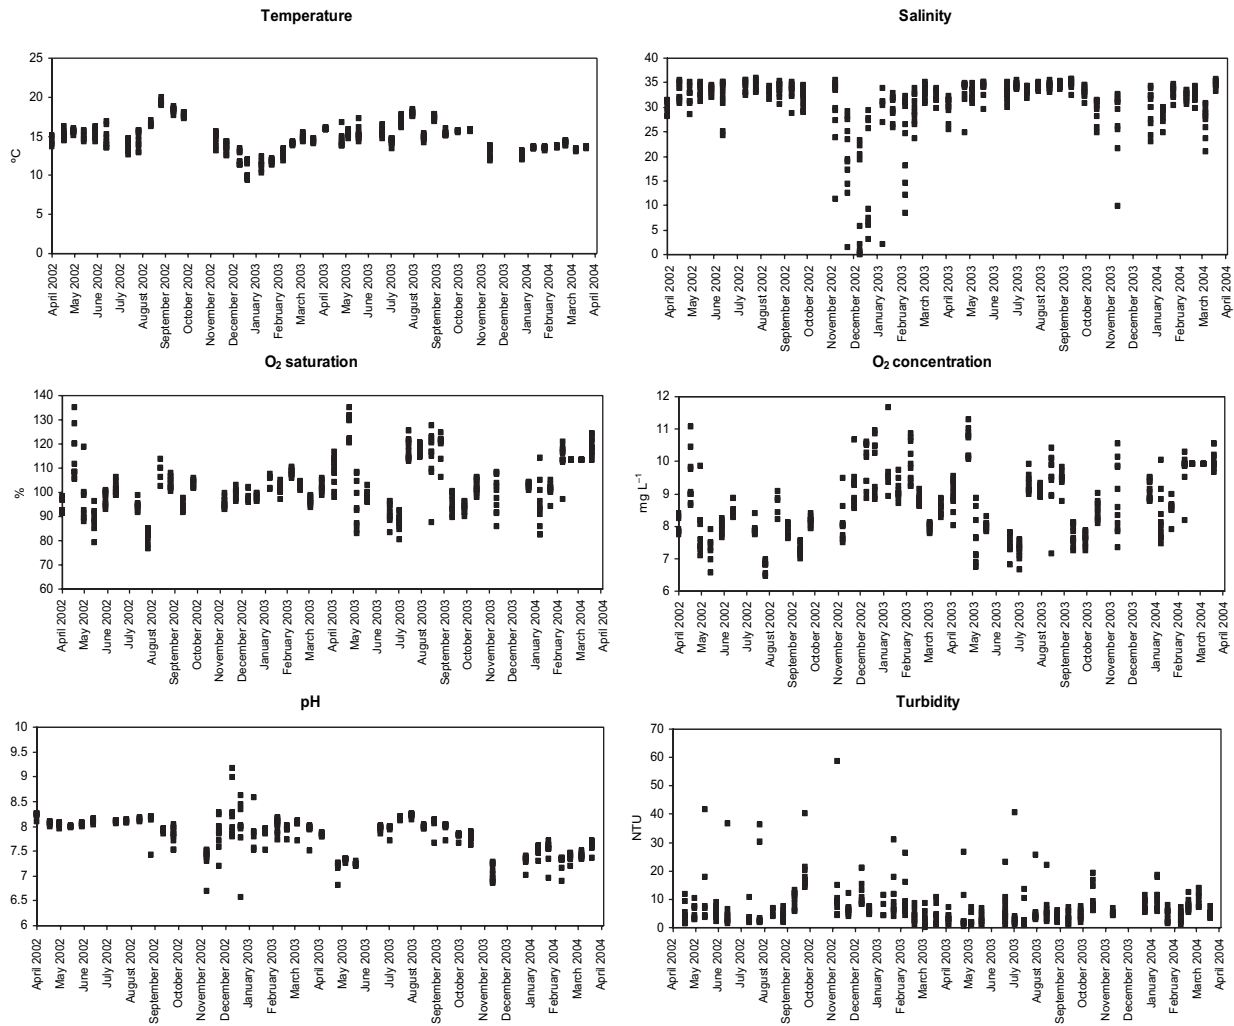 Temperature
25
20
15
10
5
0
°C
April 2002
May 2002
June 2002
July 2002
August 2002
September 2002
October 2002
November 2002
December 2002
January 2003
February 2003
March 2003
April 2003
May 2003
June 2003
July 2003
August 2003
September 2003
October 2003
November 2003
December 2003
January 2004
February 2004
March 2004
April 2004
Salinity
40
35
30
25
20
15
10
5
0
April 2002
May 2002
June 2002
July 2002
August 2002
September 2002
October 2002
November 2002
December 2002
January 2003
February 2003
March 2003
April 2003
May 2003
June 2003
July 2003
August 2003
September 2003
October 2003
November 2003
December 2003
January 2004
February 2004
March 2004
April 2004
O₂ saturation
140
130
120
110
100
90
80
70
60
%
April 2002
May 2002
June 2002
July 2002
August 2002
September 2002
October 2002
November 2002
December 2002
January 2003
February 2003
March 2003
April 2003
May 2003
June 2003
July 2003
August 2003
September 2003
October 2003
November 2003
December 2003
January 2004
February 2004
March 2004
April 2004
O₂ concentration
12
11
10
9
8
7
6
mg L⁻¹
April 2002
May 2002
June 2002
July 2002
August 2002
September 2002
October 2002
November 2002
December 2002
January 2003
February 2003
March 2003
April 2003
May 2003
June 2003
July 2003
August 2003
September 2003
October 2003
November 2003
December 2003
January 2004
February 2004
March 2004
April 2004
pH
10
9.5
9
8.5
8
7.5
7
6.5
6
April 2002
May 2002
June 2002
July 2002
August 2002
September 2002
October 2002
November 2002
December 2002
January 2003
February 2003
March 2003
April 2003
May 2003
June 2003
July 2003
August 2003
September 2003
October 2003
November 2003
December 2003
January 2004
February 2004
March 2004
April 2004
Turbidity
70
60
50
40
30
20
10
0
NTU
April 2002
May 2002
June 2002
July 2002
August 2002
September 2002
October 2002
November 2002
December 2002
January 2003
February 2003
March 2003
April 2003
May 2003
June 2003
July 2003
August 2003
September 2003
October 2003
November 2003
December 2003
January 2004
February 2004
March 2004
April 2004